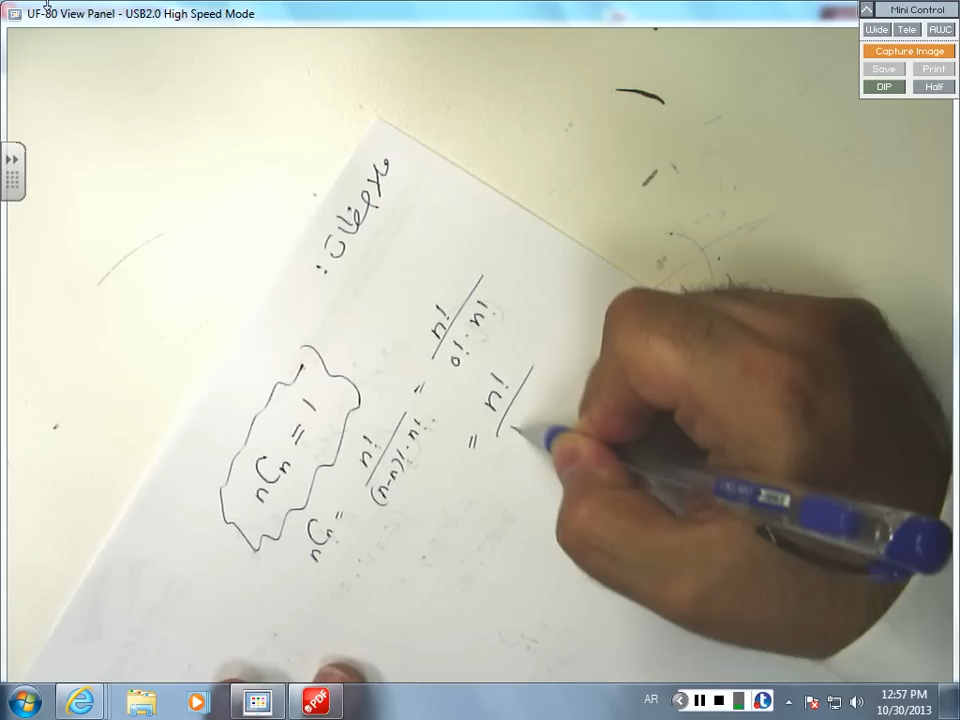 UF-80 View Panel - USB2.0 High Speed Mode
Mini Control
Wide Tele AWC
Capture Image
Save Print
DIP Half
ملاحظات :
nCn = 1
nCn = n! / (n-n)! . n! = n! / 0! . n!
= n! /
PDF
AR
12:57 PM
10/30/2013